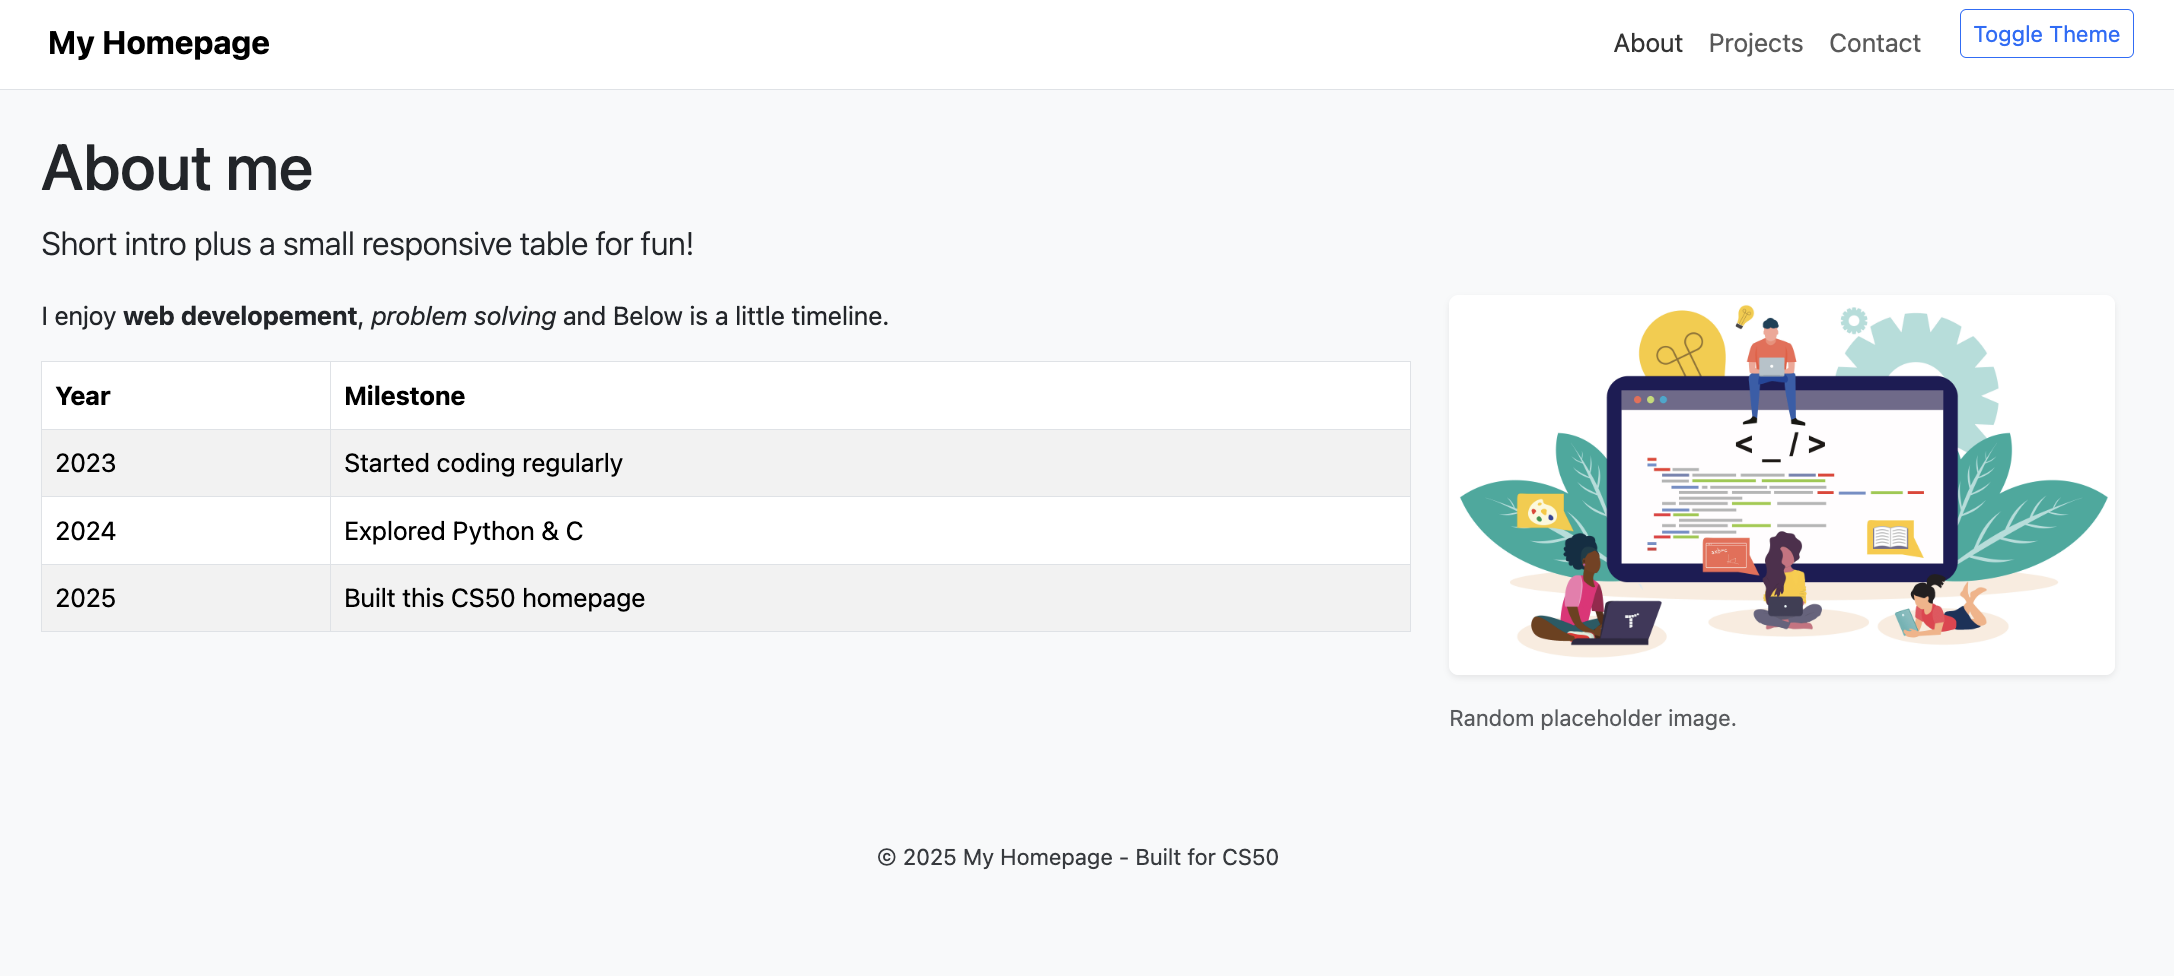 My Homepage
About Projects Contact Toggle Theme
About me
Short intro plus a small responsive table for fun!
I enjoy web developement, problem solving and Below is a little timeline.
Year Milestone
2023 Started coding regularly
2024 Explored Python & C
2025 Built this CS50 homepage
< _ / >
T
Random placeholder image.
© 2025 My Homepage - Built for CS50